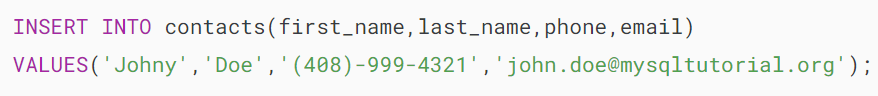 INSERT INTO contacts(first_name,last_name,phone,email)
VALUES('Johny','Doe','(408)-999-4321','john.doe@mysqltutorial.org');